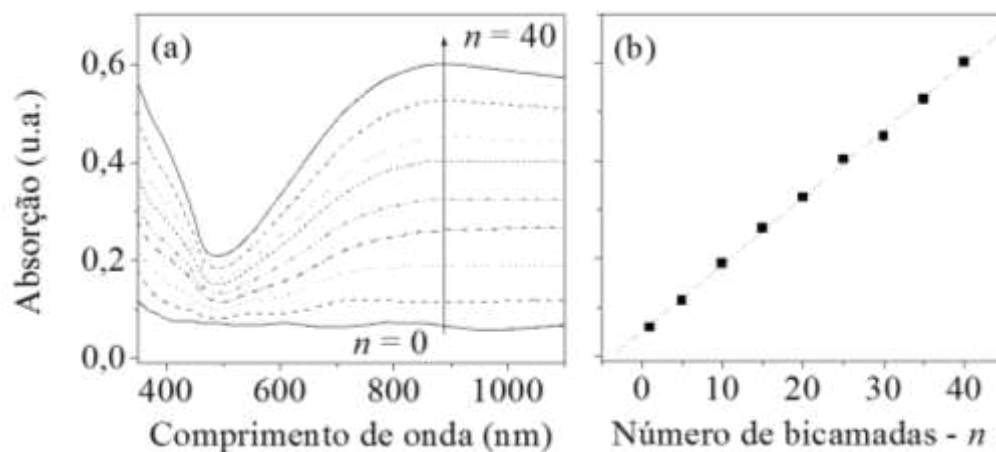 (a)
n = 40
(b)
0,6
0,4
0,2
0,0
Absorção (u.a.)
n = 0
400 600 800 1000
0 10 20 30 40
Comprimento de onda (nm)
Número de bicamadas - n